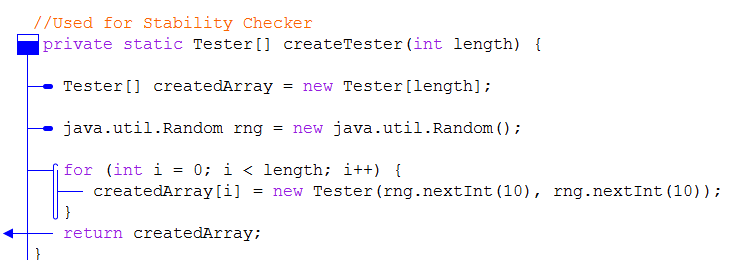 //Used for Stability Checker
private static Tester[] createTester(int length) {
Tester[] createdArray = new Tester[length];
java.util.Random rng = new java.util.Random();
for (int i = 0; i < length; i++) {
createdArray[i] = new Tester(rng.nextInt(10), rng.nextInt(10));
}
return createdArray;
}